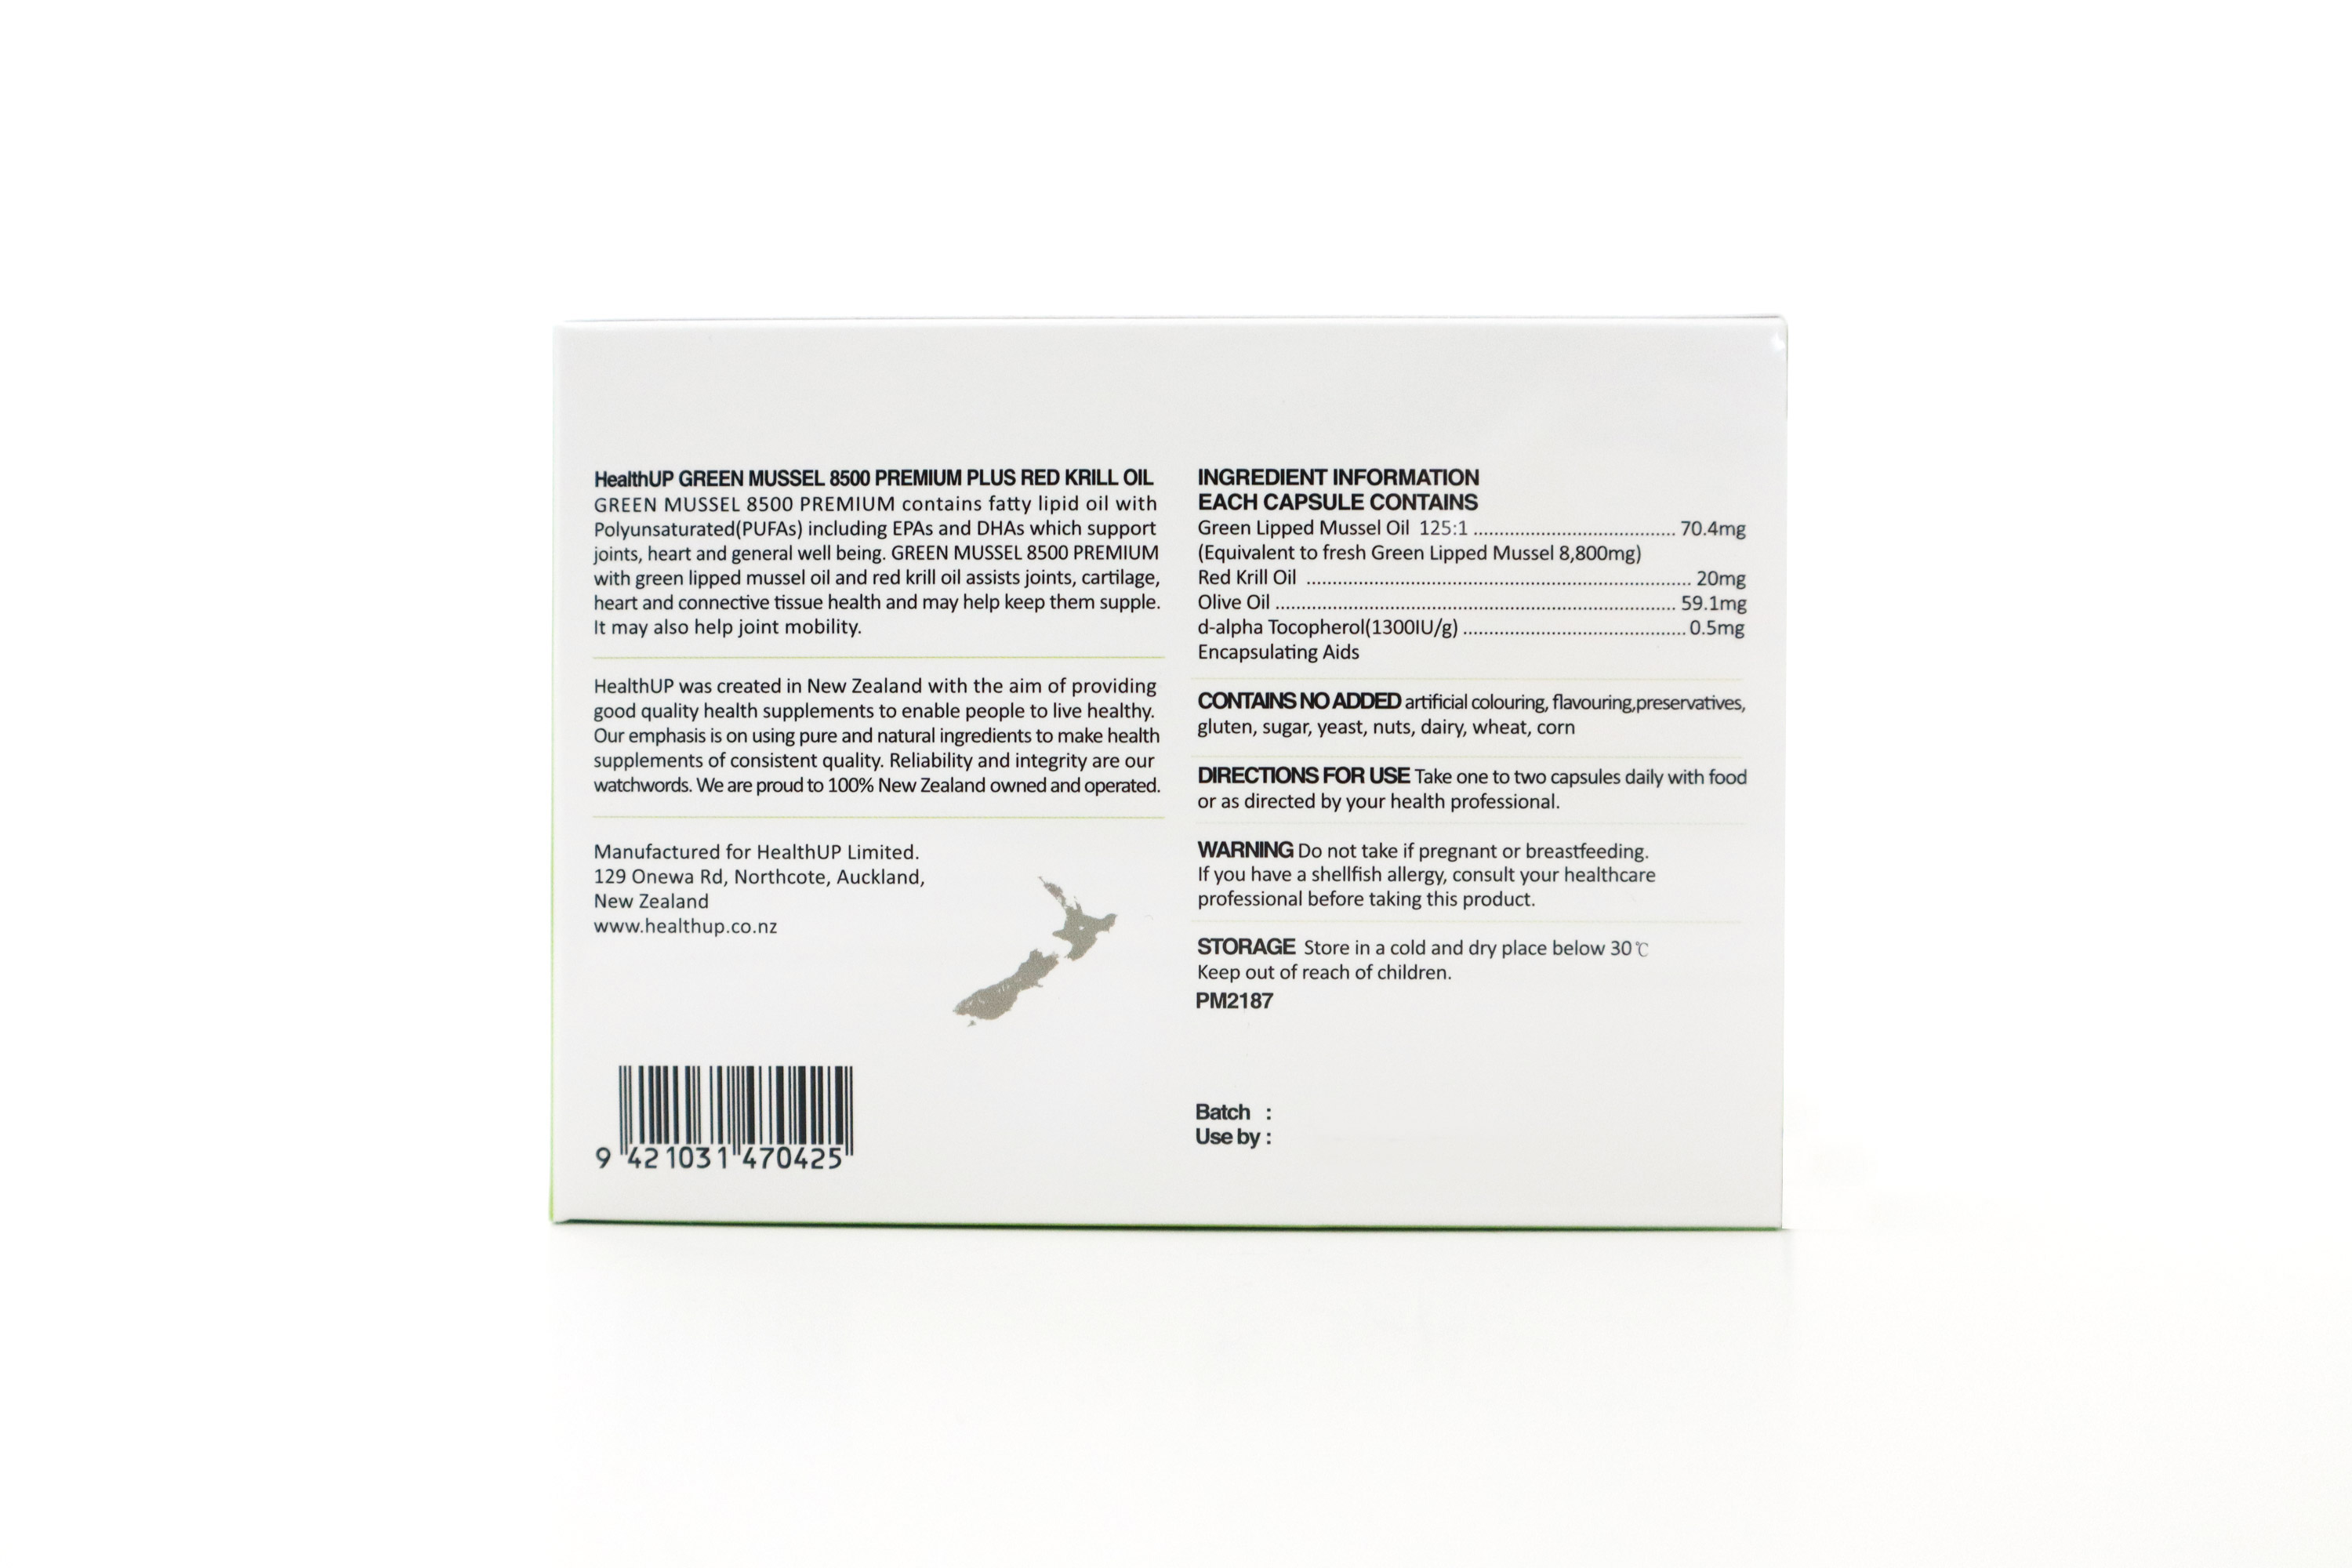 HealthUP GREEN MUSSEL 8500 PREMIUM PLUS RED KRILL OIL
GREEN MUSSEL 8500 PREMIUM contains fatty lipid oil with
Polyunsaturated(PUFAs) including EPAs and DHAs which support
joints, heart and general well being. GREEN MUSSEL 8500 PREMIUM
with green lipped mussel oil and red krill oil assists joints, cartilage,
heart and connective tissue health and may help keep them supple.
It may also help joint mobility.
HealthUP was created in New Zealand with the aim of providing
good quality health supplements to enable people to live healthy.
Our emphasis is on using pure and natural ingredients to make health
supplements of consistent quality. Reliability and integrity are our
watchwords. We are proud to 100% New Zealand owned and operated.
Manufactured for HealthUP Limited.
129 Onewa Rd, Northcote, Auckland,
New Zealand
www.healthup.co.nz
9 421031 470425
INGREDIENT INFORMATION
EACH CAPSULE CONTAINS
Green Lipped Mussel Oil 125:1 ..................................... 70.4mg
(Equivalent to fresh Green Lipped Mussel 8,800mg)
Red Krill Oil ........................................................................ 20mg
Olive Oil ........................................................................... 59.1mg
d-alpha Tocopherol(1300IU/g) .......................................... 0.5mg
Encapsulating Aids
CONTAINS NO ADDED artificial colouring, flavouring,preservatives,
gluten, sugar, yeast, nuts, dairy, wheat, corn
DIRECTIONS FOR USE Take one to two capsules daily with food
or as directed by your health professional.
WARNING Do not take if pregnant or breastfeeding.
If you have a shellfish allergy, consult your healthcare
professional before taking this product.
STORAGE Store in a cold and dry place below 30℃
Keep out of reach of children.
PM2187
Batch :
Use by :